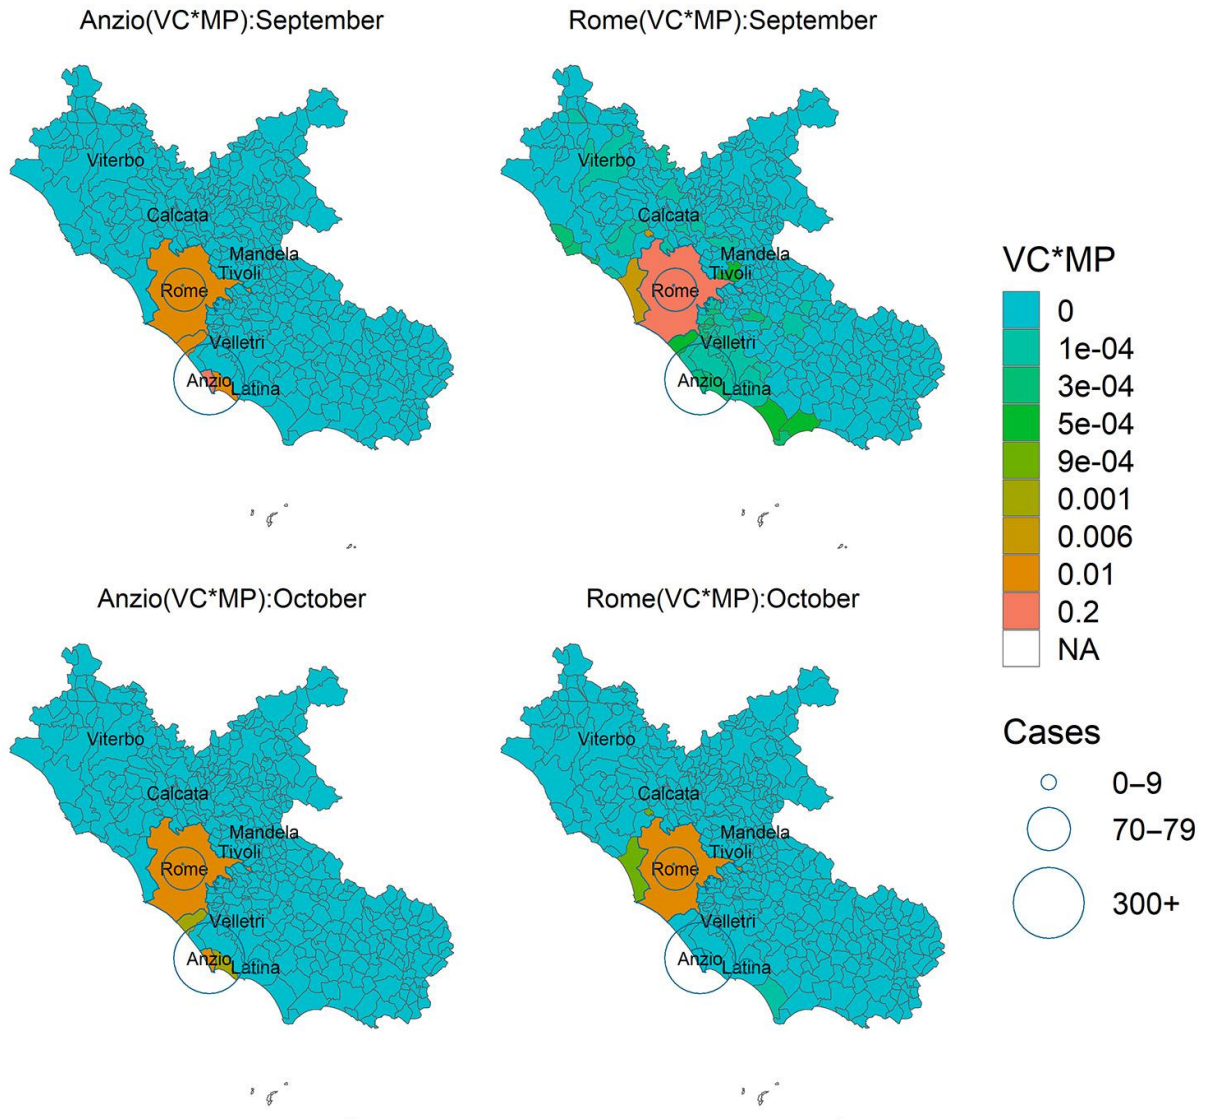 Anzio(VC*MP):September
Rome(VC*MP):September
Viterbo
Calcata
Mandela
Tivoli
Rome
Velletri
Anzio
Latina
Viterbo
Calcata
Mandela
Tivoli
Rome
Velletri
Anzio
Latina
VC*MP
0
1e-04
3e-04
5e-04
9e-04
0.001
0.006
0.01
0.2
NA
Anzio(VC*MP):October
Rome(VC*MP):October
Viterbo
Calcata
Mandela
Tivoli
Rome
Velletri
Anzio
Latina
Viterbo
Calcata
Mandela
Tivoli
Rome
Velletri
Anzio
Latina
Cases
0–9
70–79
300+